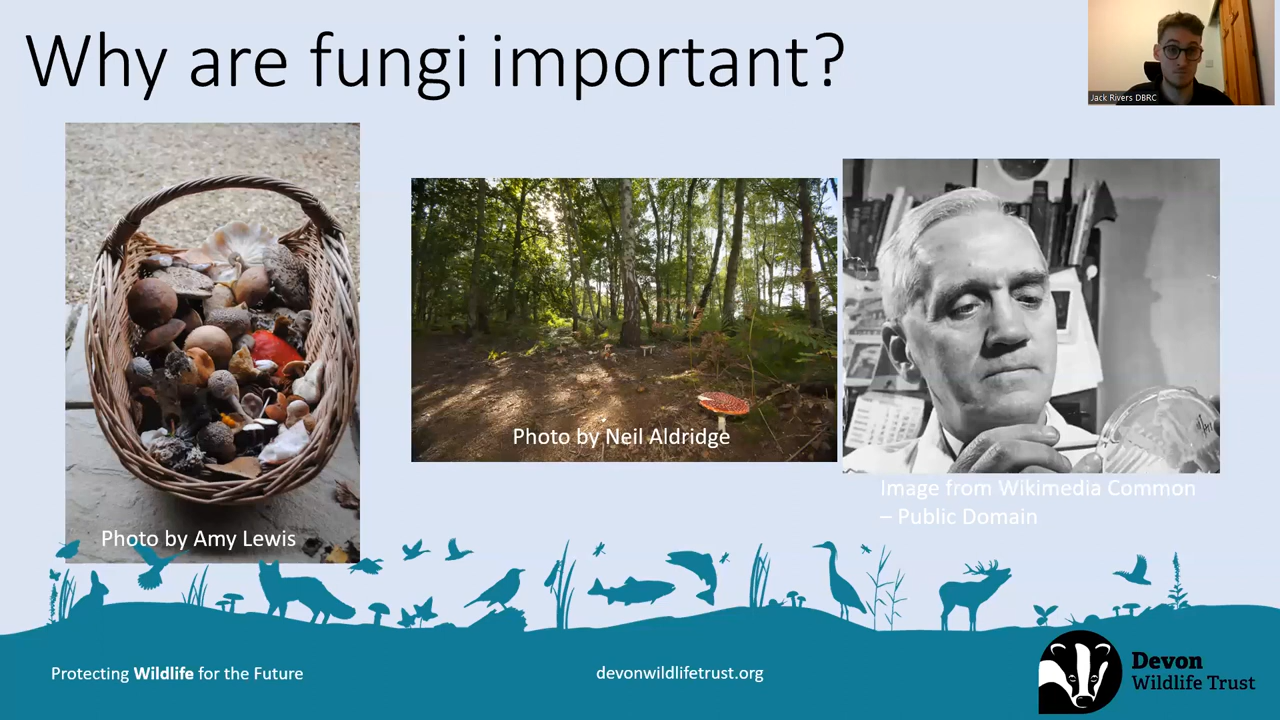 Why are fungi important?
Jack Rivers DBRC
Photo by Neil Aldridge
Image from Wikimedia Common
– Public Domain
Photo by Amy Lewis
Protecting Wildlife for the Future
devonwildlifetrust.org
Devon
Wildlife Trust